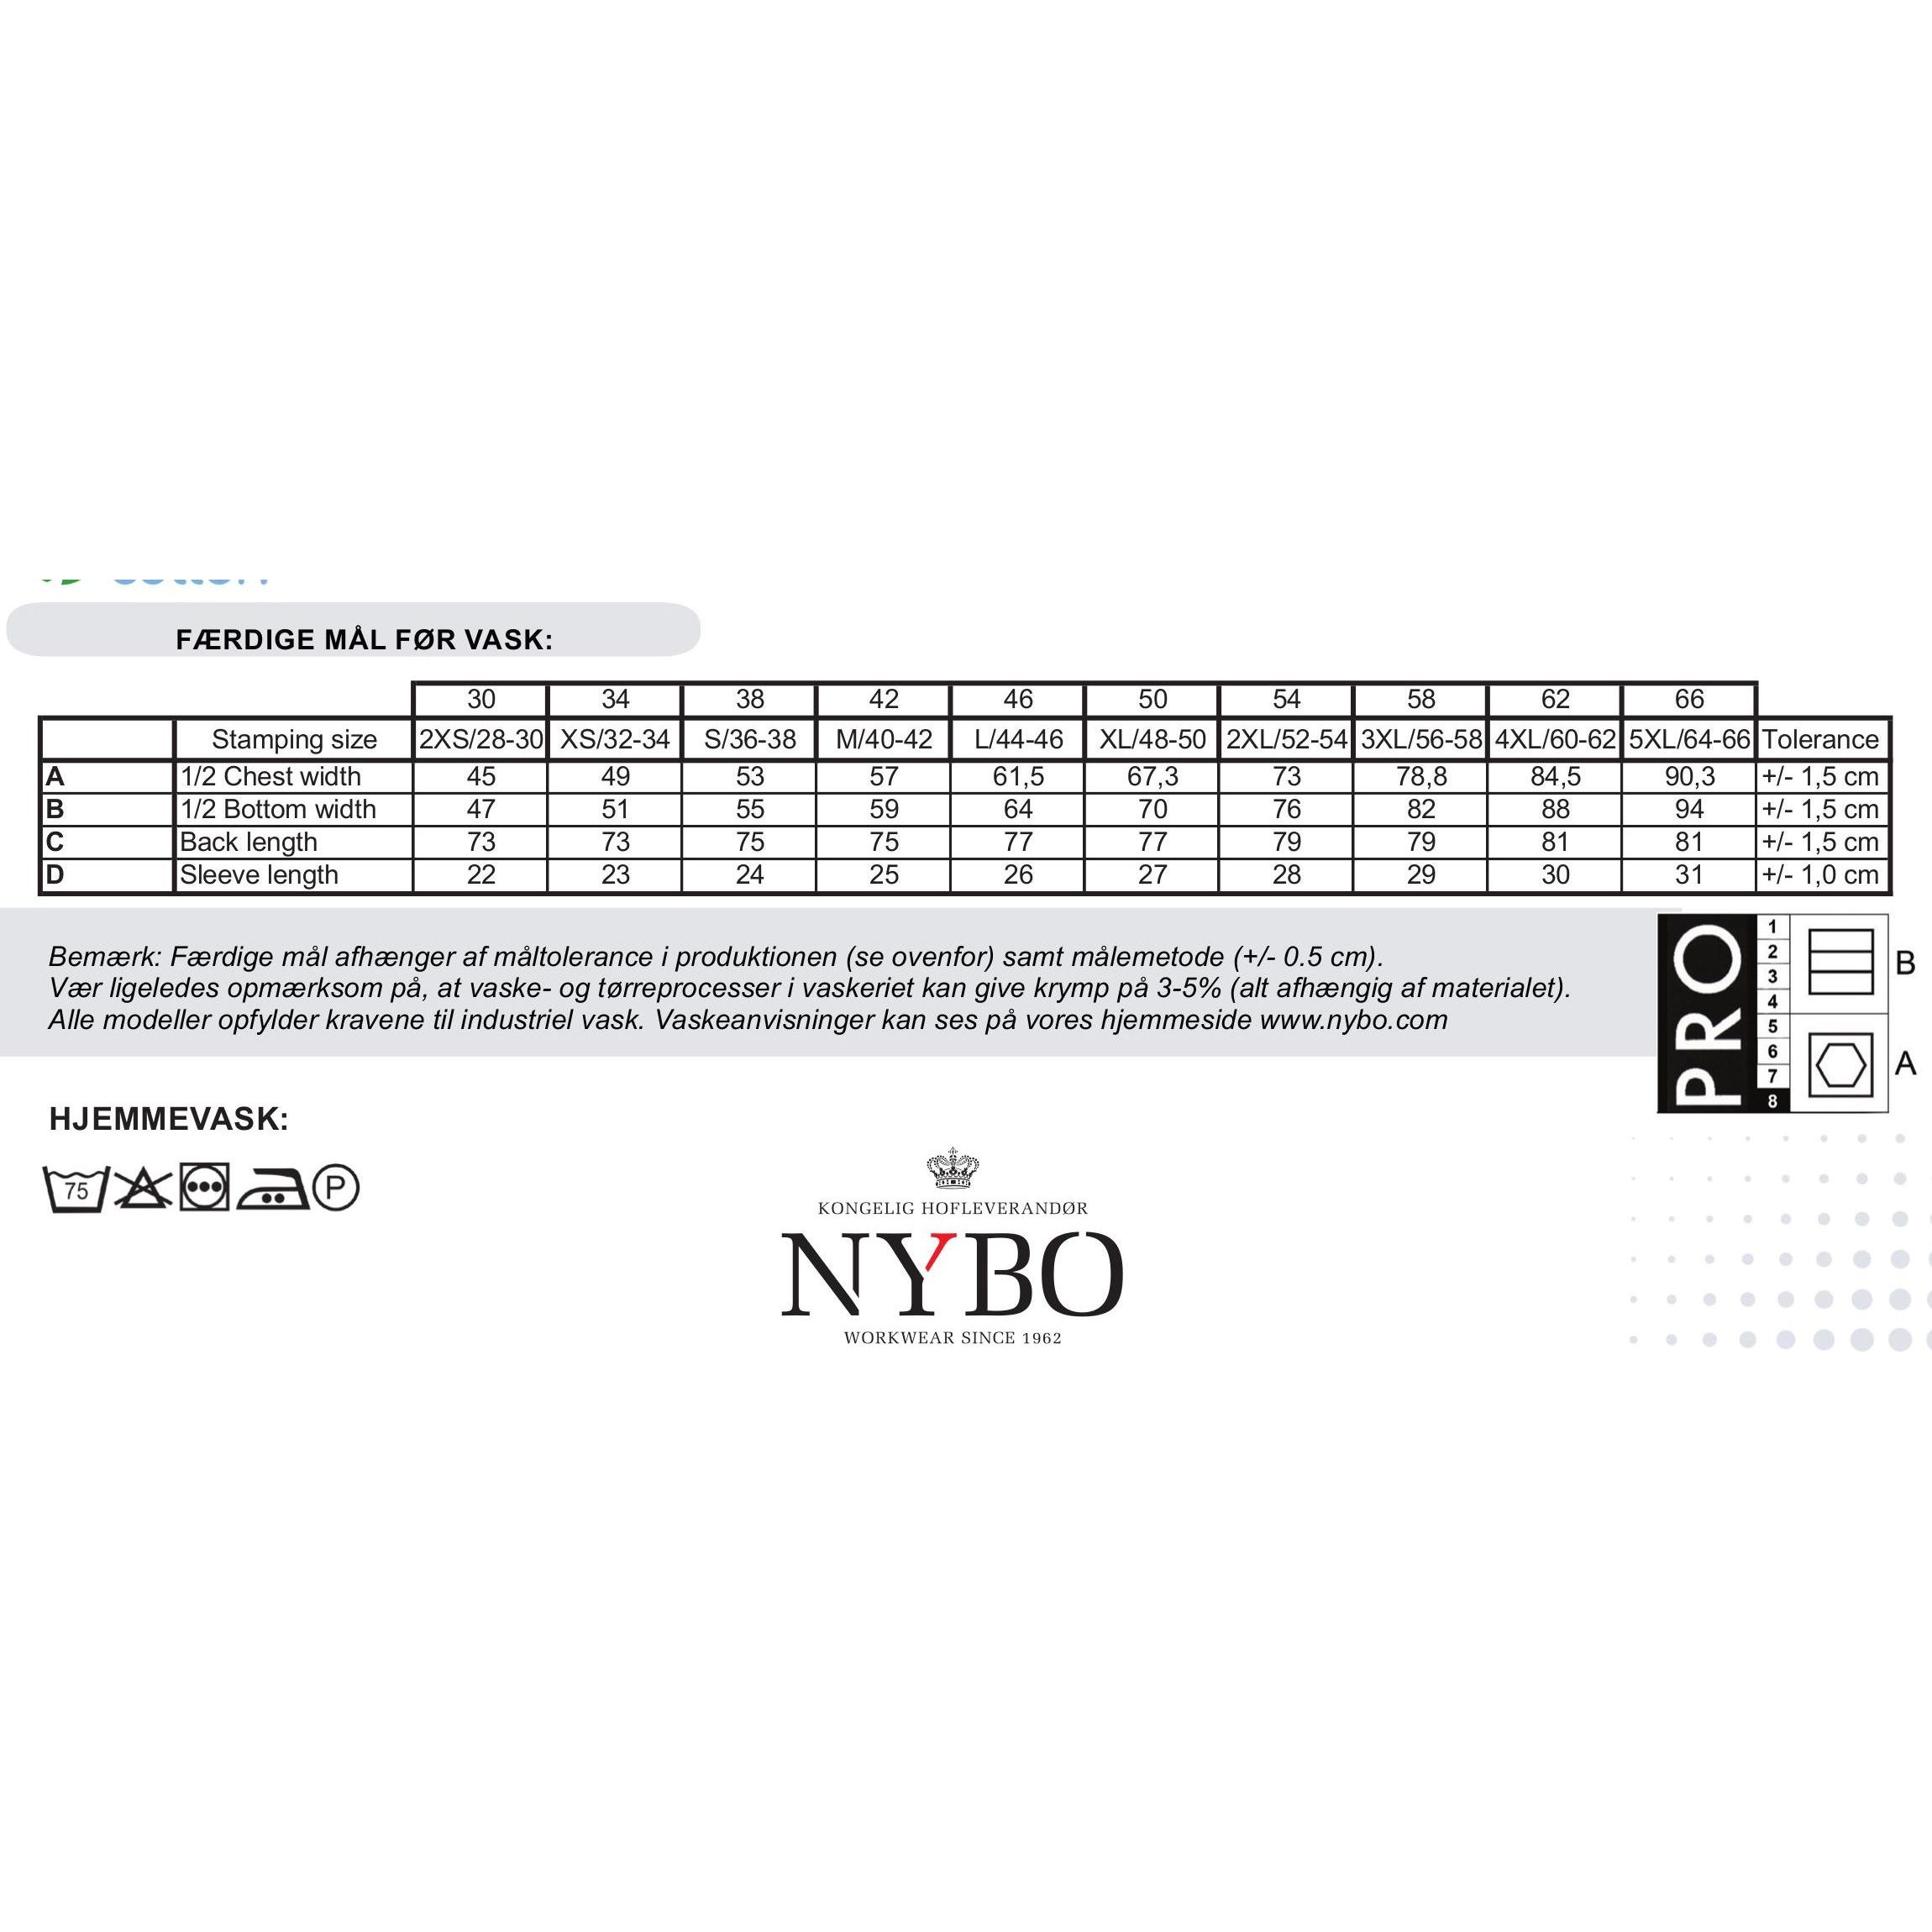 FÆRDIGE MÅL FØR VASK:
30 34 38 42 46 50 54 58 62 66
Stamping size 2XS/28-30 XS/32-34 S/36-38 M/40-42 L/44-46 XL/48-50 2XL/52-54 3XL/56-58 4XL/60-62 5XL/64-66 Tolerance
A 1/2 Chest width 45 49 53 57 61,5 67,3 73 78,8 84,5 90,3 +/- 1,5 cm
B 1/2 Bottom width 47 51 55 59 64 70 76 82 88 94 +/- 1,5 cm
C Back length 73 73 75 75 77 77 79 79 81 81 +/- 1,5 cm
D Sleeve length 22 23 24 25 26 27 28 29 30 31 +/- 1,0 cm
Bemærk: Færdige mål afhænger af måltolerance i produktionen (se ovenfor) samt målemetode (+/- 0.5 cm).
Vær ligeledes opmærksom på, at vaske- og tørreprocesser i vaskeriet kan give krymp på 3-5% (alt afhængig af materialet).
Alle modeller opfylder kravene til industriel vask. Vaskeanvisninger kan ses på vores hjemmeside www.nybo.com
PRO
1
2
3
4
5
6
7
8
B
A
HJEMMEVASK:
75
P
KONGELIG HOFLEVERANDØR
NYBO
WORKWEAR SINCE 1962